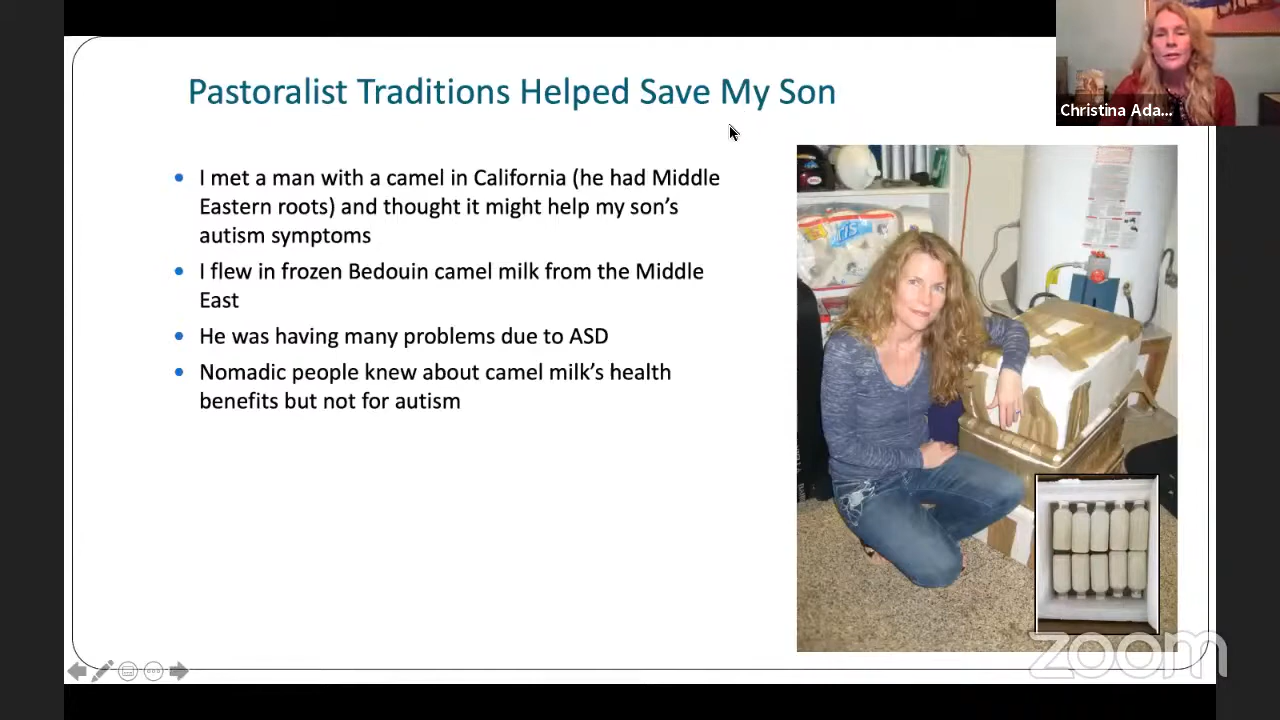 Pastoralist Traditions Helped Save My Son
Christina Ada...
• I met a man with a camel in California (he had Middle
Eastern roots) and thought it might help my son's
autism symptoms
• I flew in frozen Bedouin camel milk from the Middle
East
• He was having many problems due to ASD
• Nomadic people knew about camel milk's health
benefits but not for autism
zoom